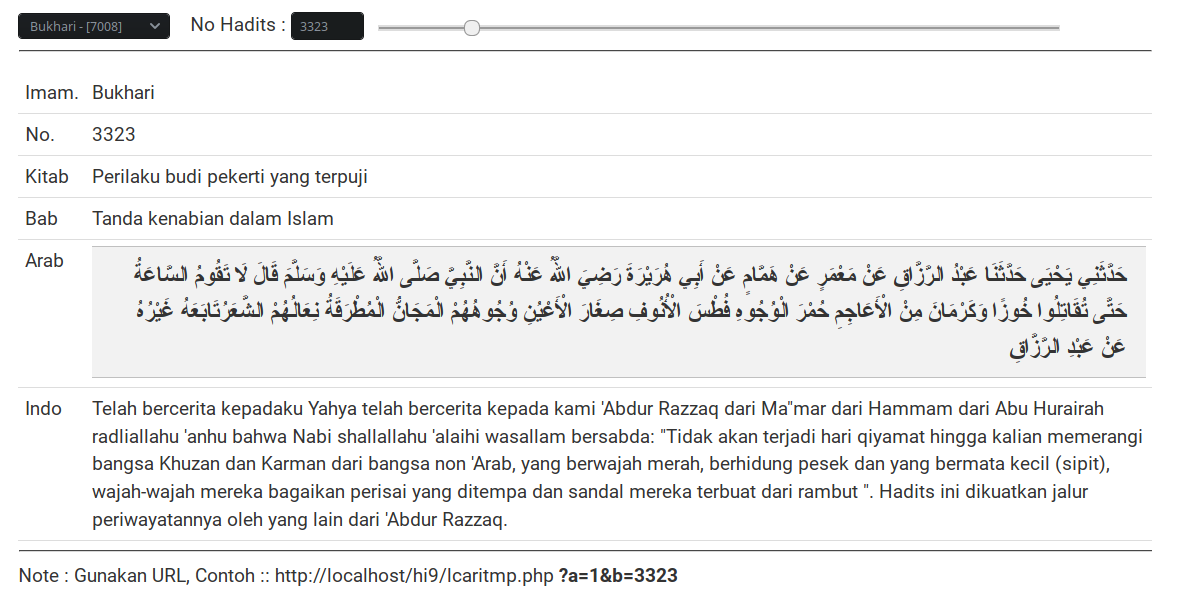 Bukhari - [7008] No Hadits : 3323
Imam. Bukhari
No. 3323
Kitab Perilaku budi pekerti yang terpuji
Bab Tanda kenabian dalam Islam
Arab
حَدَّثَنِي يَحْيَى حَدَّثَنَا عَبْدُ الرَّزَّاقِ عَنْ مَعْمَرٍ عَنْ هَمَّامٍ عَنْ أَبِي هُرَيْرَةَ رَضِيَ اللَّهُ عَنْهُ أَنَّ النَّبِيَّ صَلَّى اللَّهُ عَلَيْهِ وَسَلَّمَ قَالَ لَا تَقُومُ السَّاعَةُ
حَتَّى تُقَاتِلُوا خُوزًا وَكَرْمَانَ مِنْ الْأَعَاجِمِ حُمْرَ الْوُجُوهِ فُطْسَ الْأُنُوفِ صِغَارَ الْأَعْيُنِ وُجُوهُهُمْ الْمَجَانُّ الْمُطْرَقَةُ نِعَالُهُمْ الشَّعَرُتَابَعَهُ غَيْرُهُ
عَنْ عَبْدِ الرَّزَّاقِ
Indo Telah bercerita kepadaku Yahya telah bercerita kepada kami 'Abdur Razzaq dari Ma"mar dari Hammam dari Abu Hurairah
radliallahu 'anhu bahwa Nabi shallallahu 'alaihi wasallam bersabda: "Tidak akan terjadi hari qiyamat hingga kalian memerangi
bangsa Khuzan dan Karman dari bangsa non 'Arab, yang berwajah merah, berhidung pesek dan yang bermata kecil (sipit),
wajah-wajah mereka bagaikan perisai yang ditempa dan sandal mereka terbuat dari rambut ". Hadits ini dikuatkan jalur
periwayatannya oleh yang lain dari 'Abdur Razzaq.
Note : Gunakan URL, Contoh :: http://localhost/hi9/lcaritmp.php ?a=1&b=3323